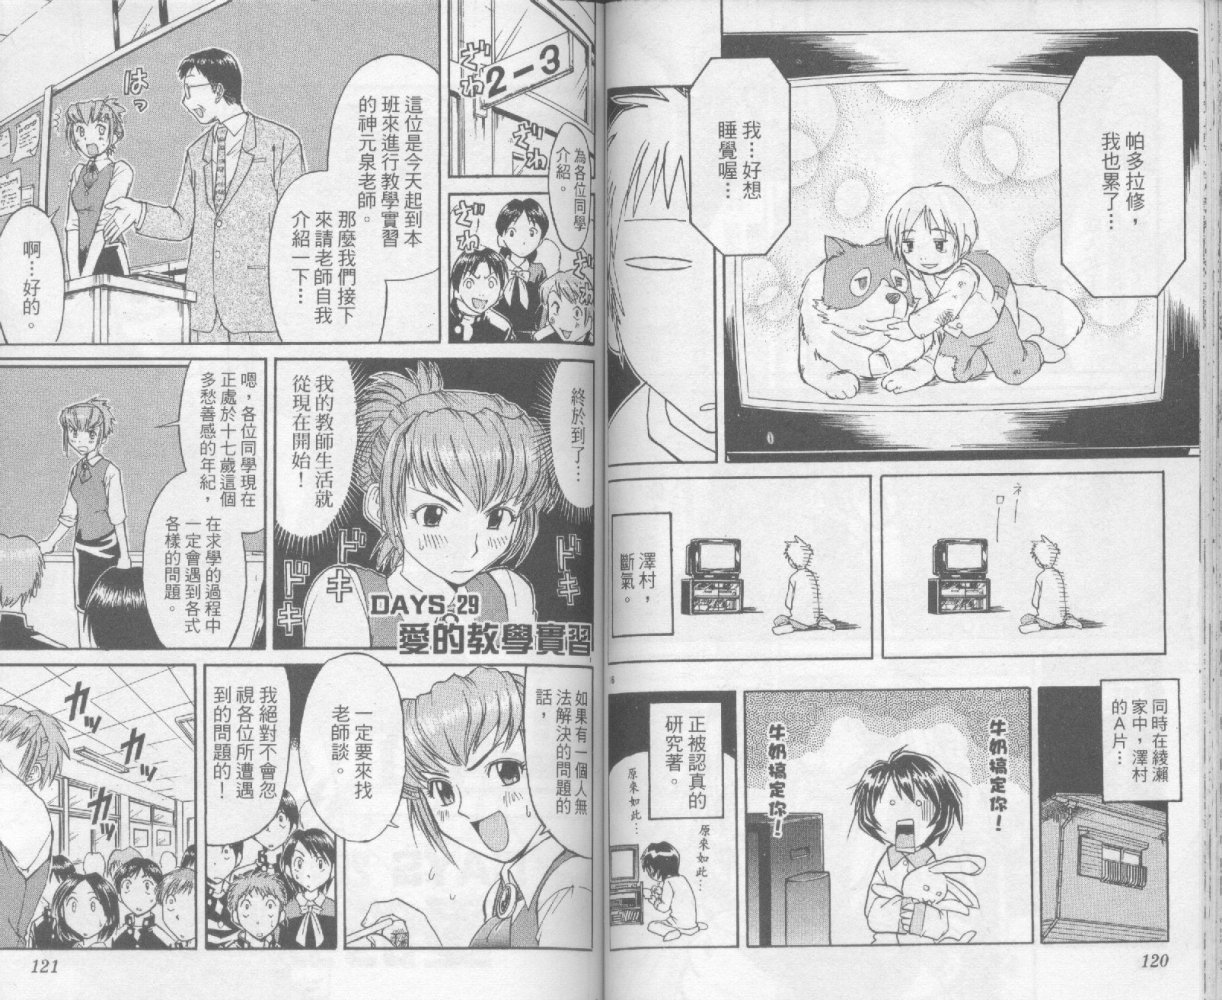 帕多拉修，
我也累了…
我…好想
睡覺喔…
ネー
ロ…
澤村，
斷氣。
同時在綾瀨
家中，澤村
的A片…
牛奶搞定你！
牛奶搞定你！
正被認真的
研究著。
原來如此…
原來如此…
120
2-3
ざわ
ざわ
為各位同學
介紹。
ざわ
ざわ
這位是今天起到本
班來進行教學實習
的神元泉老師。
那麼我們接下
來請老師自我
介紹一下…
はっ
啊…好的。
終於到了…
我的教師生活就
從現在開始！
ドキ
ドキ
ドキ
DAYS 29
愛的教學實習
嗯，各位同學現在
正處於十七歲這個
多愁善感的年紀，
在求學的過程中
一定會遇到各式
各樣的問題。
如果有一個人無
法解決的問題的
話，
一定要來找
老師談。
我絕對不會忽
視各位所遭遇
到的問題的！
カッ
カッ
カッ
121